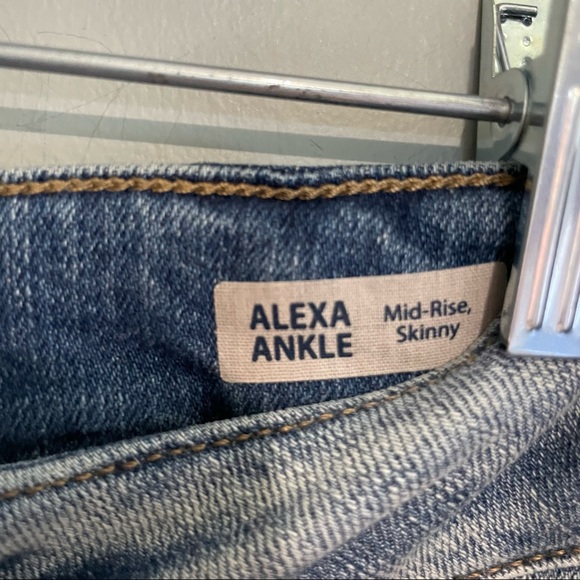 ALEXA
ANKLE
Mid-Rise,
Skinny